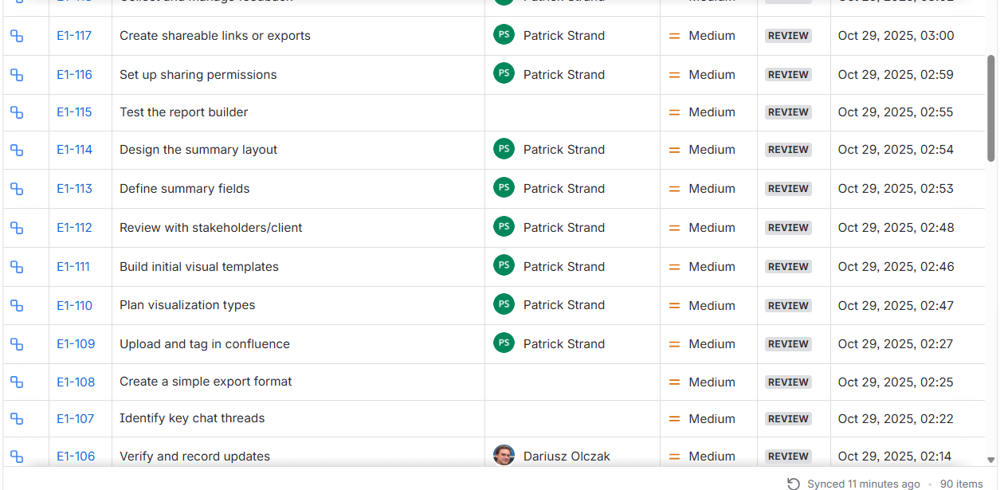 E1-117 Create shareable links or exports PS Patrick Strand Medium REVIEW Oct 29, 2025, 03:00
E1-116 Set up sharing permissions PS Patrick Strand Medium REVIEW Oct 29, 2025, 02:59
E1-115 Test the report builder Medium REVIEW Oct 29, 2025, 02:55
E1-114 Design the summary layout PS Patrick Strand Medium REVIEW Oct 29, 2025, 02:54
E1-113 Define summary fields PS Patrick Strand Medium REVIEW Oct 29, 2025, 02:53
E1-112 Review with stakeholders/client PS Patrick Strand Medium REVIEW Oct 29, 2025, 02:48
E1-111 Build initial visual templates PS Patrick Strand Medium REVIEW Oct 29, 2025, 02:46
E1-110 Plan visualization types PS Patrick Strand Medium REVIEW Oct 29, 2025, 02:47
E1-109 Upload and tag in confluence PS Patrick Strand Medium REVIEW Oct 29, 2025, 02:27
E1-108 Create a simple export format Medium REVIEW Oct 29, 2025, 02:25
E1-107 Identify key chat threads Medium REVIEW Oct 29, 2025, 02:22
E1-106 Verify and record updates Dariusz Olczak Medium REVIEW Oct 29, 2025, 02:14
Synced 11 minutes ago • 90 items